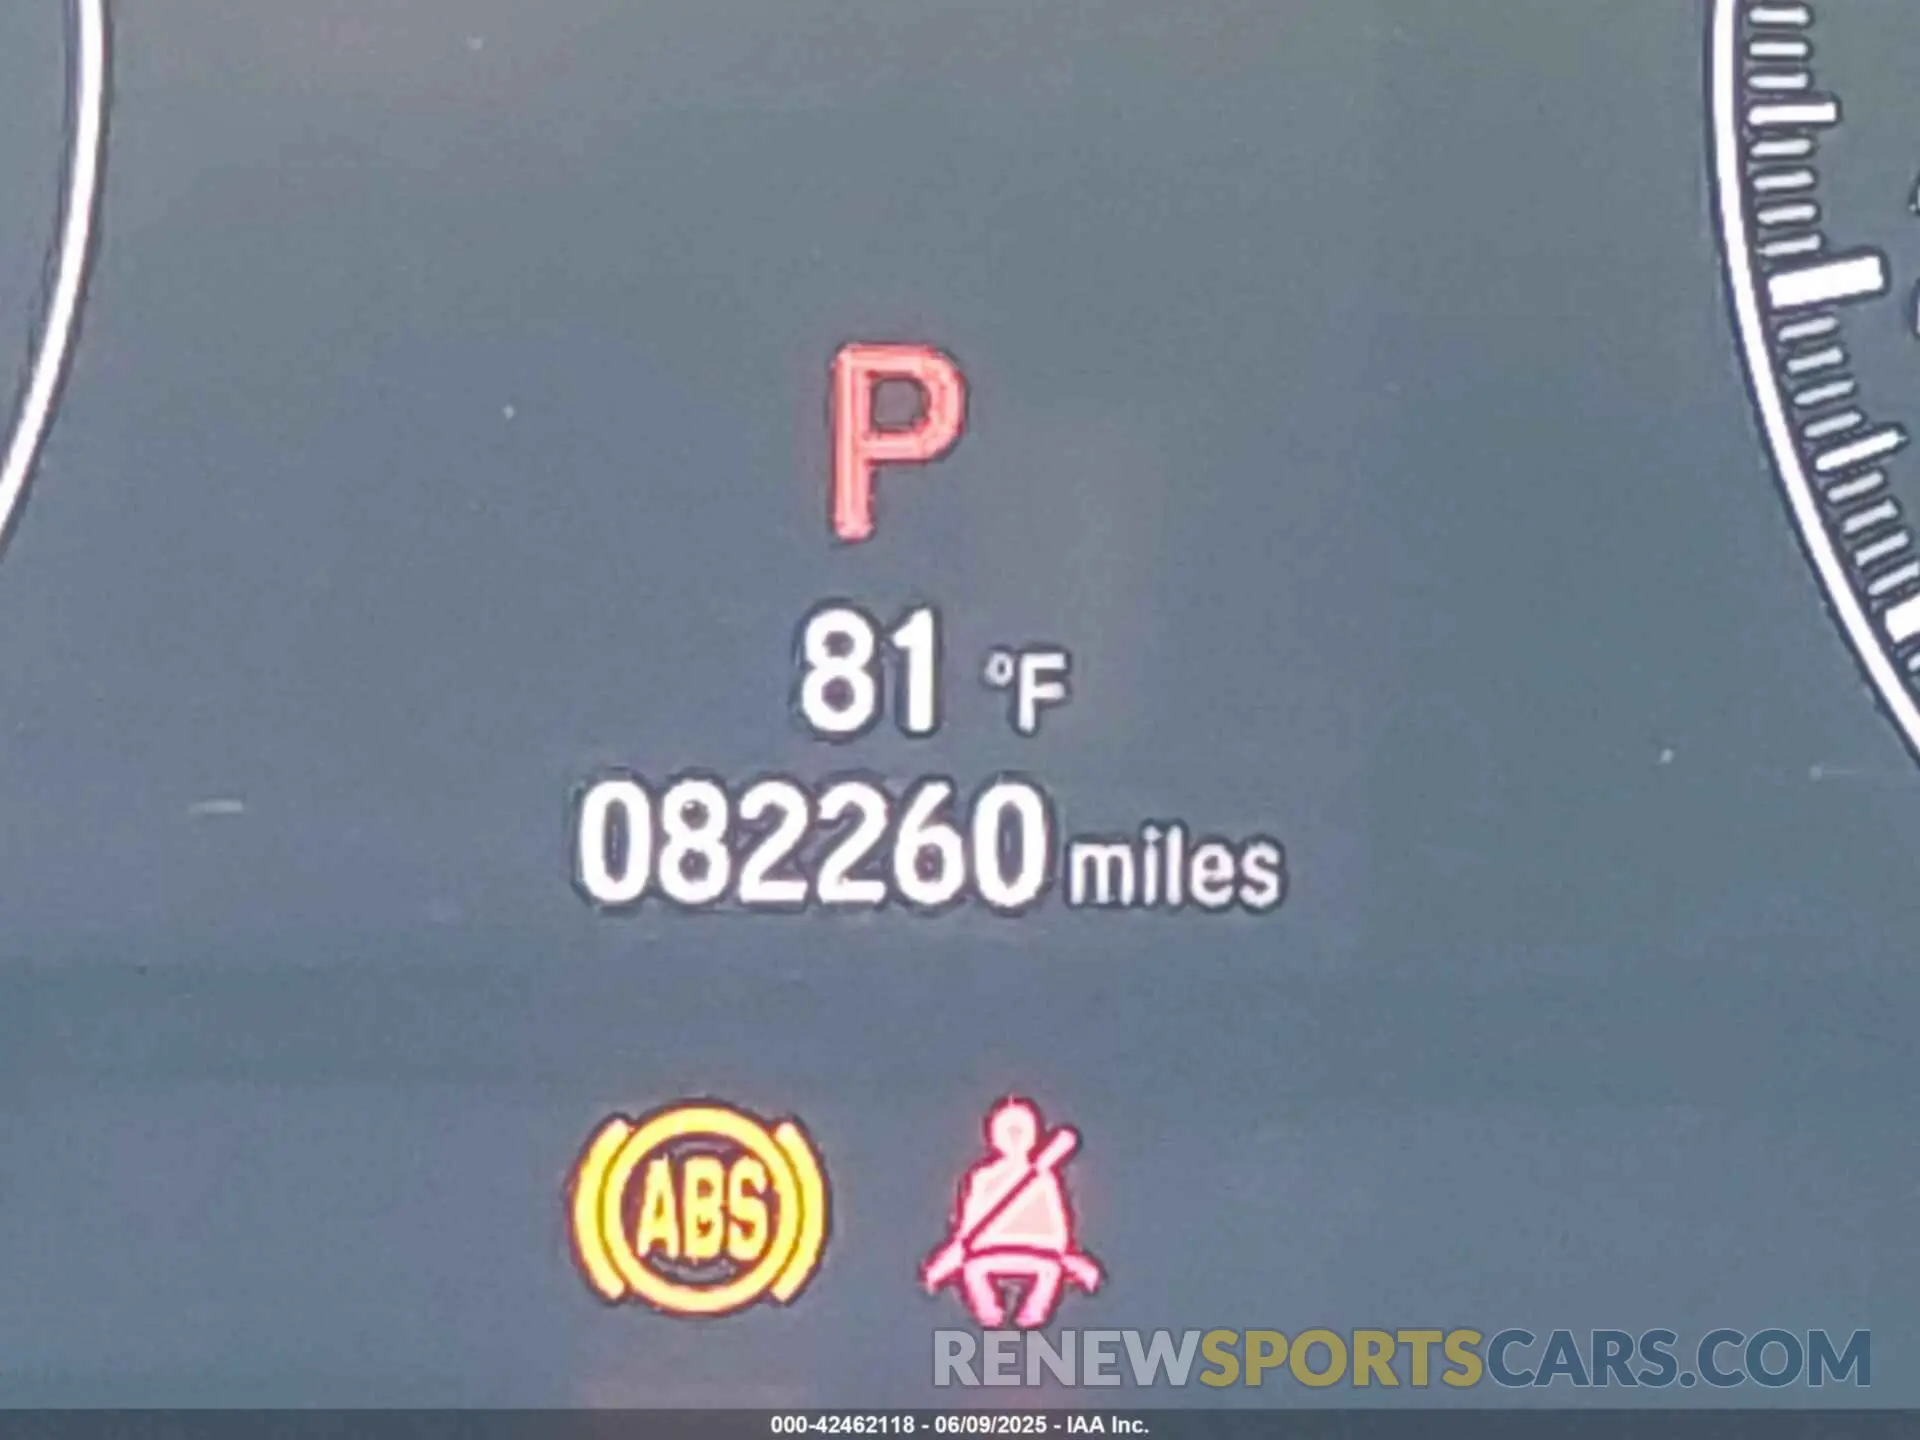 P
81 °F
082260 miles
ABS
RENEWSPORTSCARS.COM
000-42462118 - 06/09/2025 - IAA Inc.